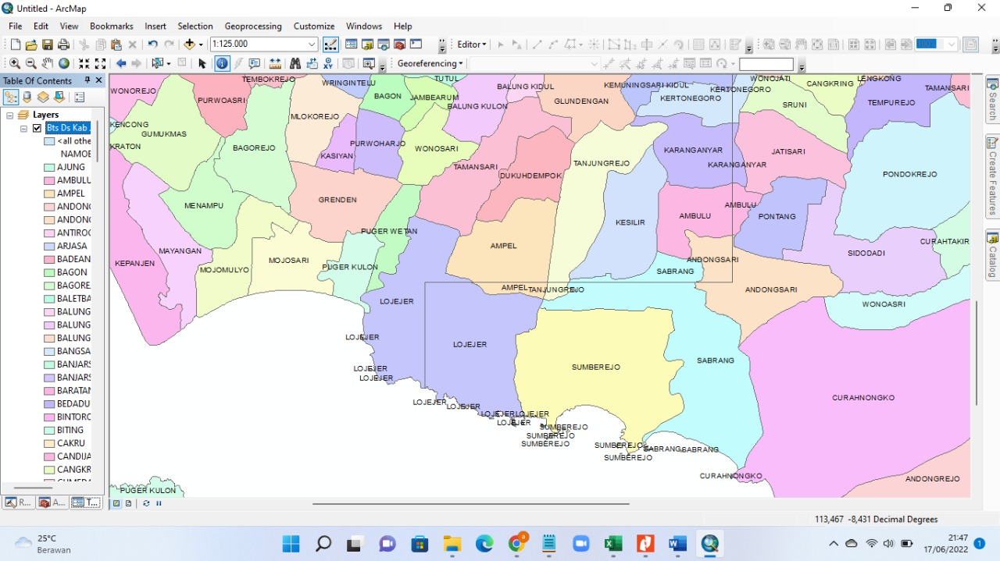 Untitled - ArcMap
File Edit View Bookmarks Insert Selection Geoprocessing Customize Windows Help
1:125.000 Editor 100%
Georeferencing
Table Of Contents
Layers
Bts Ds Kab
<all othe
NAMOB
AJUNG
AMBULU
AMPEL
ANDONG
ANDONG
ANTIROG
ARJASA
BADEAN
BAGON
BAGORE
BALETBA
BALUNG
BALUNG
BALUNG
BANGSA
BANJARS
BANJARS
BARATAN
BEDADU
BINTORO
BITING
CAKRU
CANDIJA
CANGKR
R... A... T...
TEMBOKREJO WRINGINTELU TUTUL BALUNG KIDUL KEMUNINGSARI KIDUL WONOJATI CANGKRING LENGKONG
WONOREJO PURWOASRI BAGON JAMBEARUM BALUNG KULON GLUNDENGAN KERTONEGORO KERTONEGORO SRUNI TEMPUREJO TAMANSARI
KENCONG GUMUKMAS MLOKOREJO
KRATON BAGOREJO KASIYAN PURWOHARJO WONOSARI KARANGANYAR JATISARI
TAMANSARI DUKUHDEMPOK TANJUNGREJO KARANGANYAR PONDOKREJO
MENAMPU GRENDEN AMBULU AMBULU PONTANG
PUGER WETAN KESILIR
KEPANJEN MAYANGAN MOJOMULYO MOJOSARI PUGER KULON AMPEL SABRANG ANDONGSARI SIDODADI CURAHTAKIR
LOJEJER AMPEL TANJUNGREJO ANDONGSARI WONOASRI
LOJEJER LOJEJER
LOJEJER SUMBEREJO SABRANG
LOJEJER
LOJEJER LOJEJER CURAHNONGKO
LOJEJER LOJEJER
LOJEJER SUMBEREJO
SUMBEREJO
SUMBEREJO SUMBEREJO SABRANG SABRANG
SUMBEREJO
CURAHNONGKO ANDONGREJO
PUGER KULON
Search
Create Features
Catalog
113,467 -8,431 Decimal Degrees
25°C
Berawan
21:47
17/06/2022
1